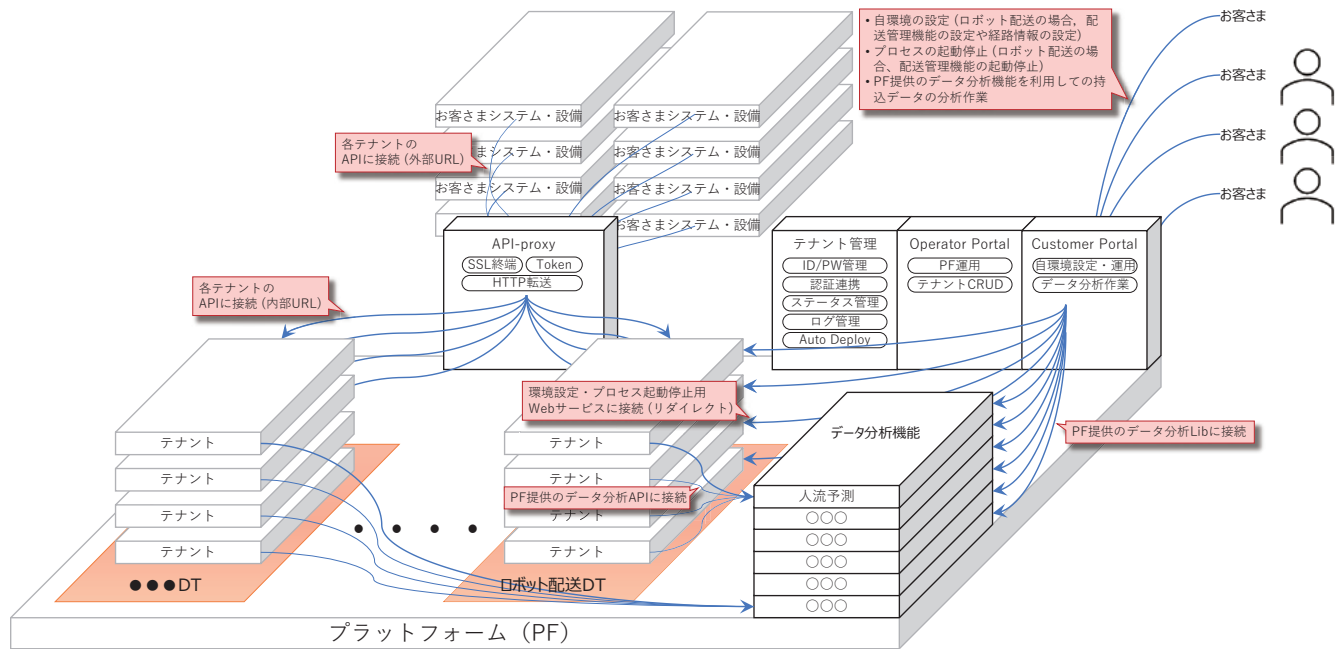 • 自環境の設定 (ロボット配送の場合, 配
送管理機能の設定や経路情報の設定)
• プロセスの起動停止 (ロボット配送の場
合、配送管理機能の起動停止)
• PF提供のデータ分析機能を利用しての持
込データの分析作業
お客さま
お客さま
お客さま
お客さま
お客さまシステム・設備
お客さまシステム・設備
各テナントの
APIに接続 (外部URL)
さまシステム・設備
お客さまシステム・設備
お客さまシステム・設備
お客さまシステム・設備
お客さまシステム・設備
お客さまシステム・設備
API-proxy
SSL終端
Token
HTTP転送
テナント管理
ID/PW管理
認証連携
ステータス管理
ログ管理
Auto Deploy
Operator Portal
PF運用
テナントCRUD
Customer Portal
自環境設定・運用
データ分析作業
各テナントの
APIに接続 (内部URL)
環境設定・プロセス起動停止用
Webサービスに接続 (リダイレクト)
PF提供のデータ分析Libに接続
データ分析機能
テナント
テナント
テナント
テナント
テナント
テナント
PF提供のデータ分析APIに接続
テナント
テナント
人流予測
○○○
○○○
○○○
○○○
○○○
● ● ● ●
●●●DT
ロボット配送DT
プラットフォーム（PF）